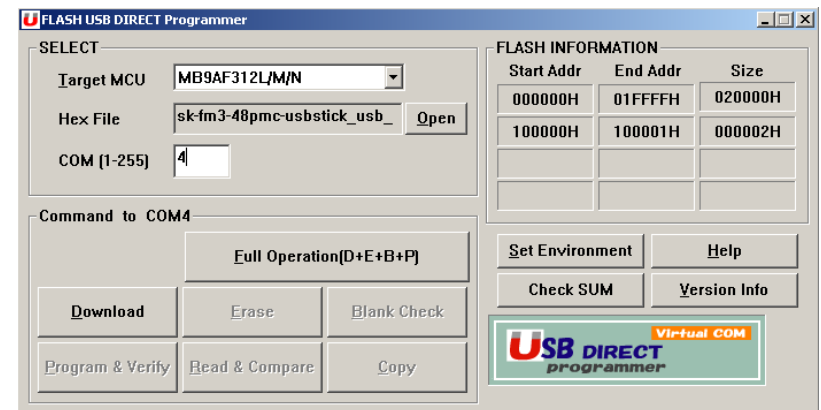 FLASH USB DIRECT Programmer
SELECT
Target MCU MB9AF312L/M/N
Hex File sk-fm3-48pmc-usbstick_usb_ Open
COM (1-255) 4
FLASH INFORMATION
Start Addr End Addr Size
000000H 01FFFFH 020000H
100000H 100001H 000002H
Command to COM4
Full Operation(D+E+B+P)
Download Erase Blank Check
Program & Verify Read & Compare Copy
Set Environment Help
Check SUM Version Info
Virtual COM
USB DIRECT
programmer